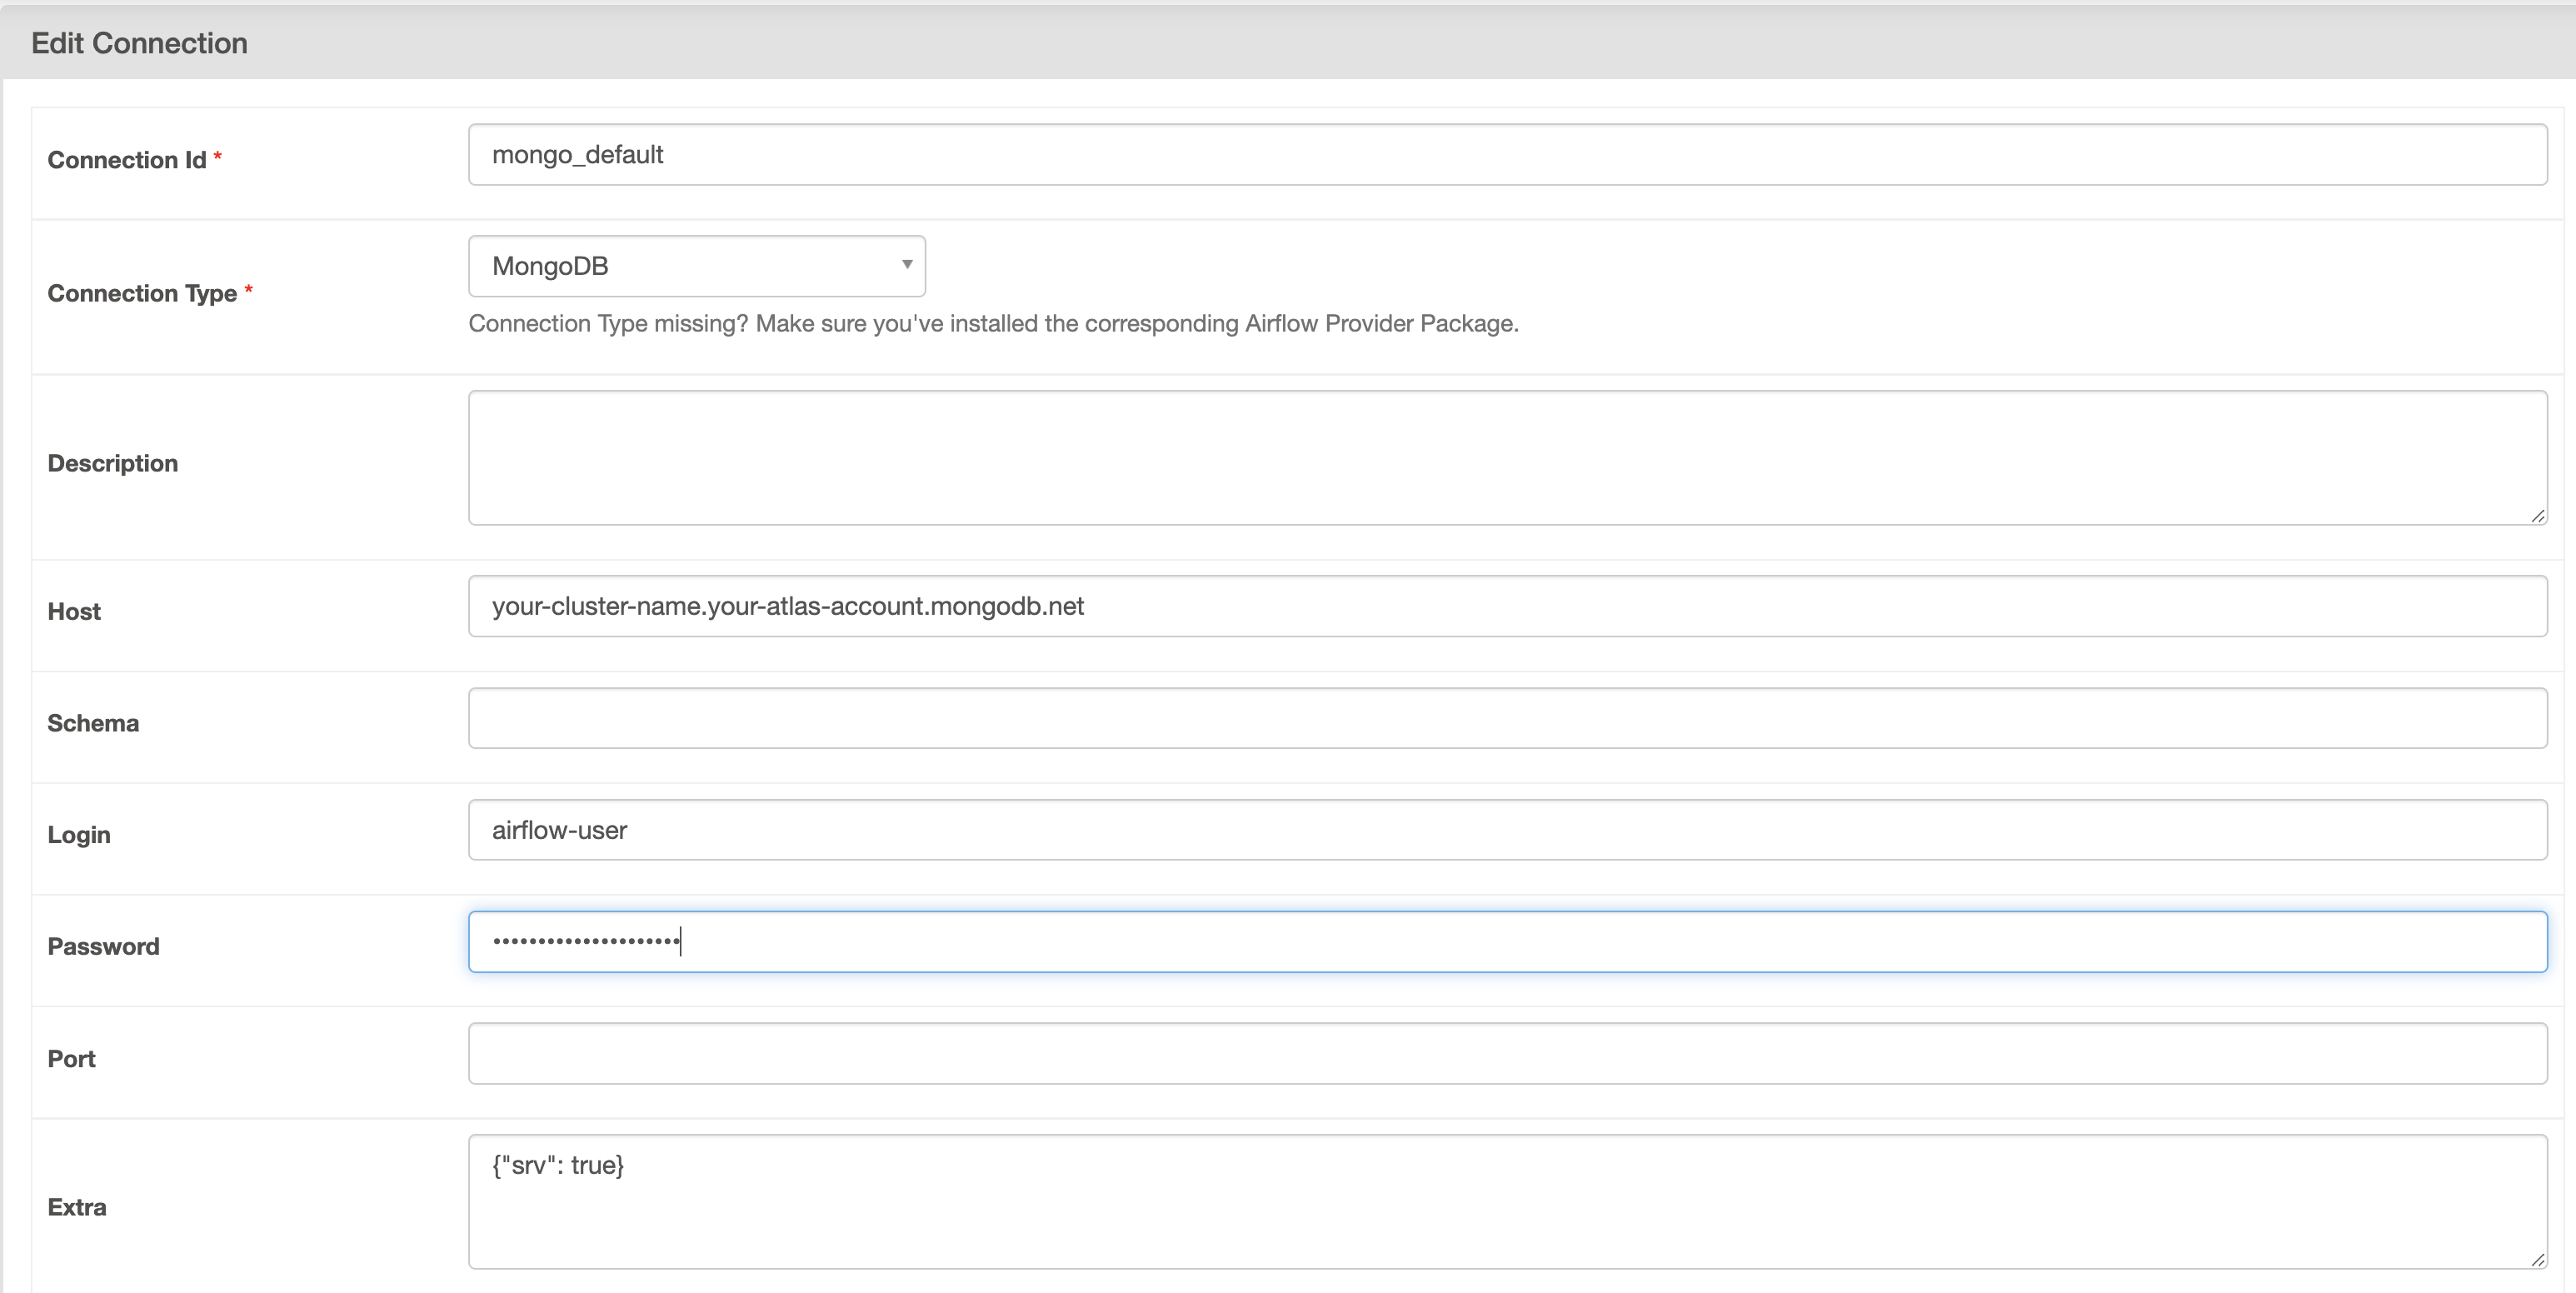 Edit Connection
Connection Id *
mongo_default
Connection Type *
MongoDB
Connection Type missing? Make sure you've installed the corresponding Airflow Provider Package.
Description
Host
your-cluster-name.your-atlas-account.mongodb.net
Schema
Login
airflow-user
Password
•••••••••••••••••••••
Port
Extra
{"srv": true}